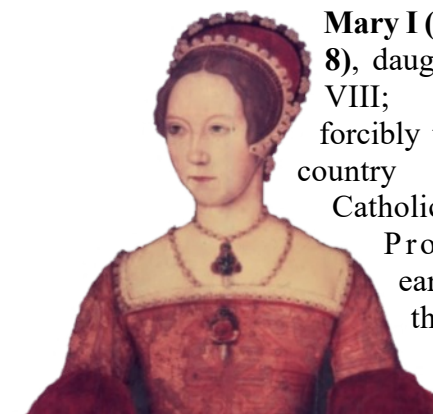 Mary I (
8), daug
VIII;
forcibly
country
Catholic
Pro
ear
th